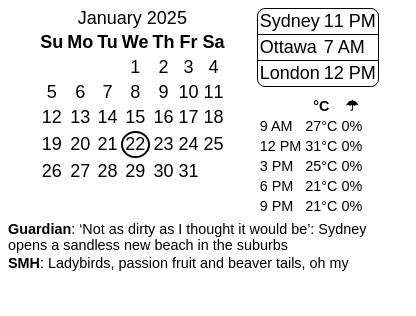 January 2025
Su Mo Tu We Th Fr Sa
1 2 3 4
5 6 7 8 9 10 11
12 13 14 15 16 17 18
19 20 21 22 23 24 25
26 27 28 29 30 31
Sydney 11 PM
Ottawa 7 AM
London 12 PM
°C ☂
9 AM 27°C 0%
12 PM 31°C 0%
3 PM 25°C 0%
6 PM 21°C 0%
9 PM 21°C 0%
Guardian: ‘Not as dirty as I thought it would be’: Sydney
opens a sandless new beach in the suburbs
SMH: Ladybirds, passion fruit and beaver tails, oh my